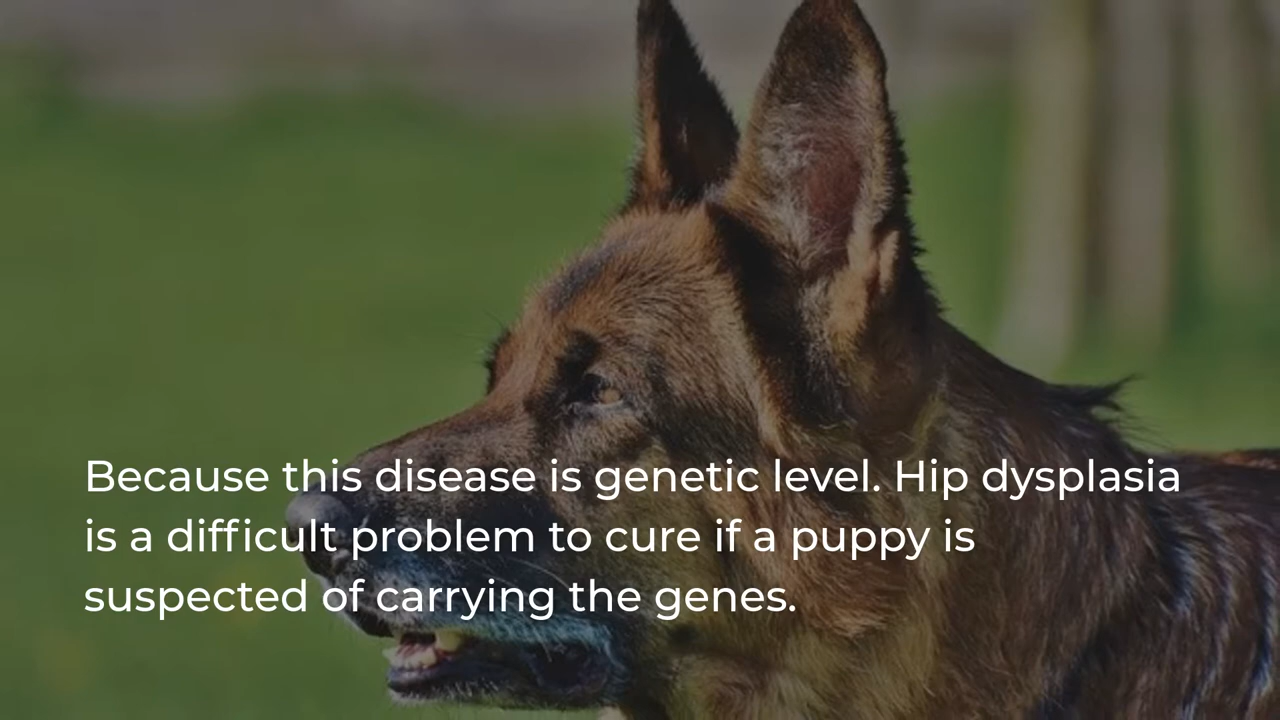 Because this disease is genetic level. Hip dysplasia
is a difficult problem to cure if a puppy is
suspected of carrying the genes.